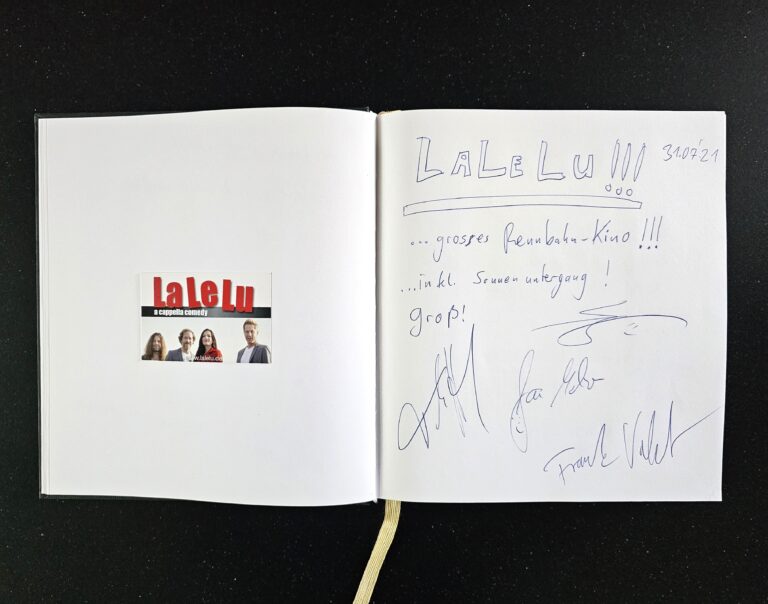 LaLeLu
a cappella comedy
www.lalelu.de
LALELU!!!
31.07.'21
...grosses Rennbahn-Kino!!!
...inkl. Sonnenuntergang!
groß!
Frank Valet